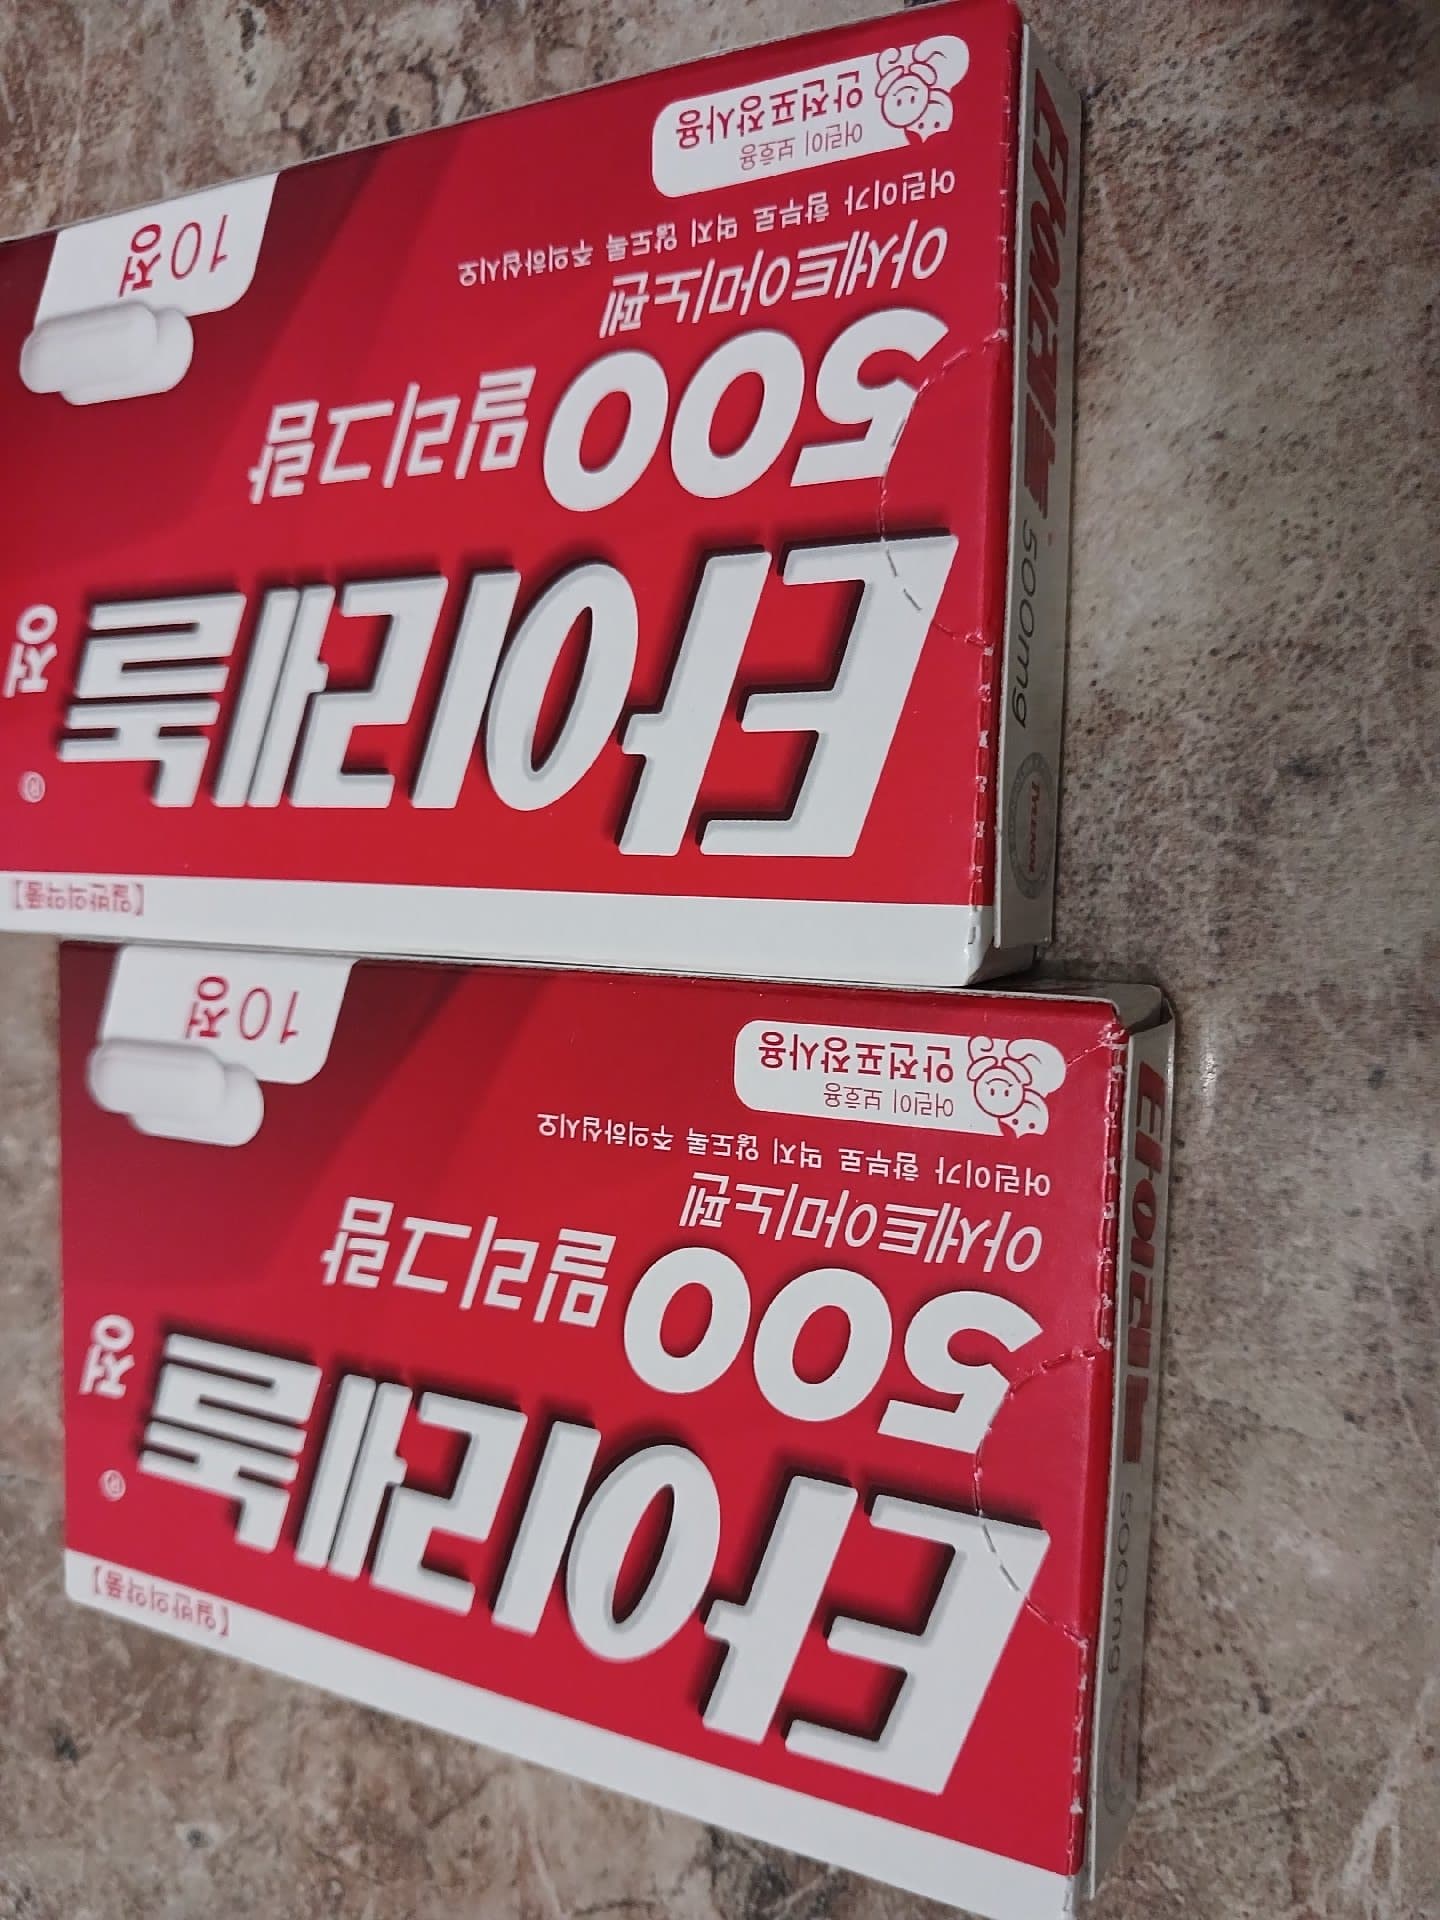 【일반의약품】
타이레놀정®
500 밀리그람
아세트아미노펜
어린이가 함부로 먹지 않도록 주의하십시오
어린이 보호용
안전포장사용
10정
타이레놀 500mg
【일반의약품】
타이레놀정®
500 밀리그람
아세트아미노펜
어린이가 함부로 먹지 않도록 주의하십시오
어린이 보호용
안전포장사용
10정
타이레놀 500mg